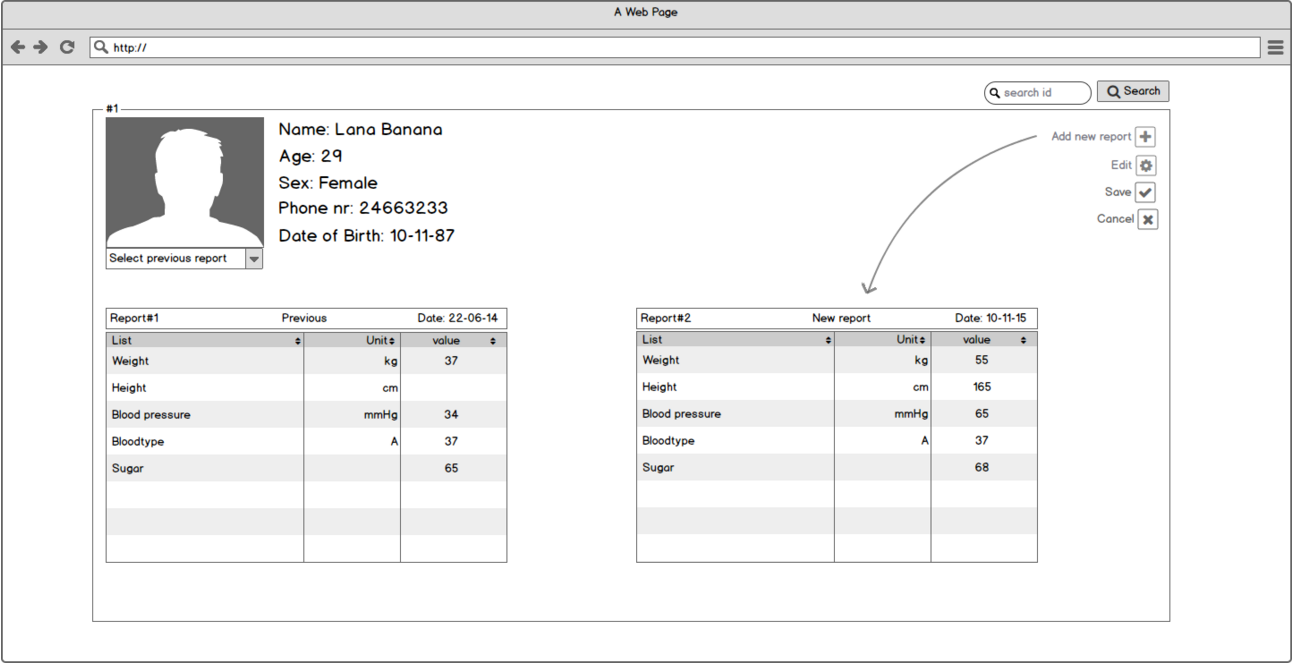 A Web Page
http://
search id
Search
#1
Name: Lana Banana
Age: 29
Sex: Female
Phone nr: 24663233
Date of Birth: 10-11-87
Select previous report
Add new report
Edit
Save
Cancel
Report#1 Previous Date: 22-06-14
List Unit value
Weight kg 37
Height cm
Blood pressure mmHg 34
Bloodtype A 37
Sugar 65
Report#2 New report Date: 10-11-15
List Unit value
Weight kg 55
Height cm 165
Blood pressure mmHg 65
Bloodtype A 37
Sugar 68